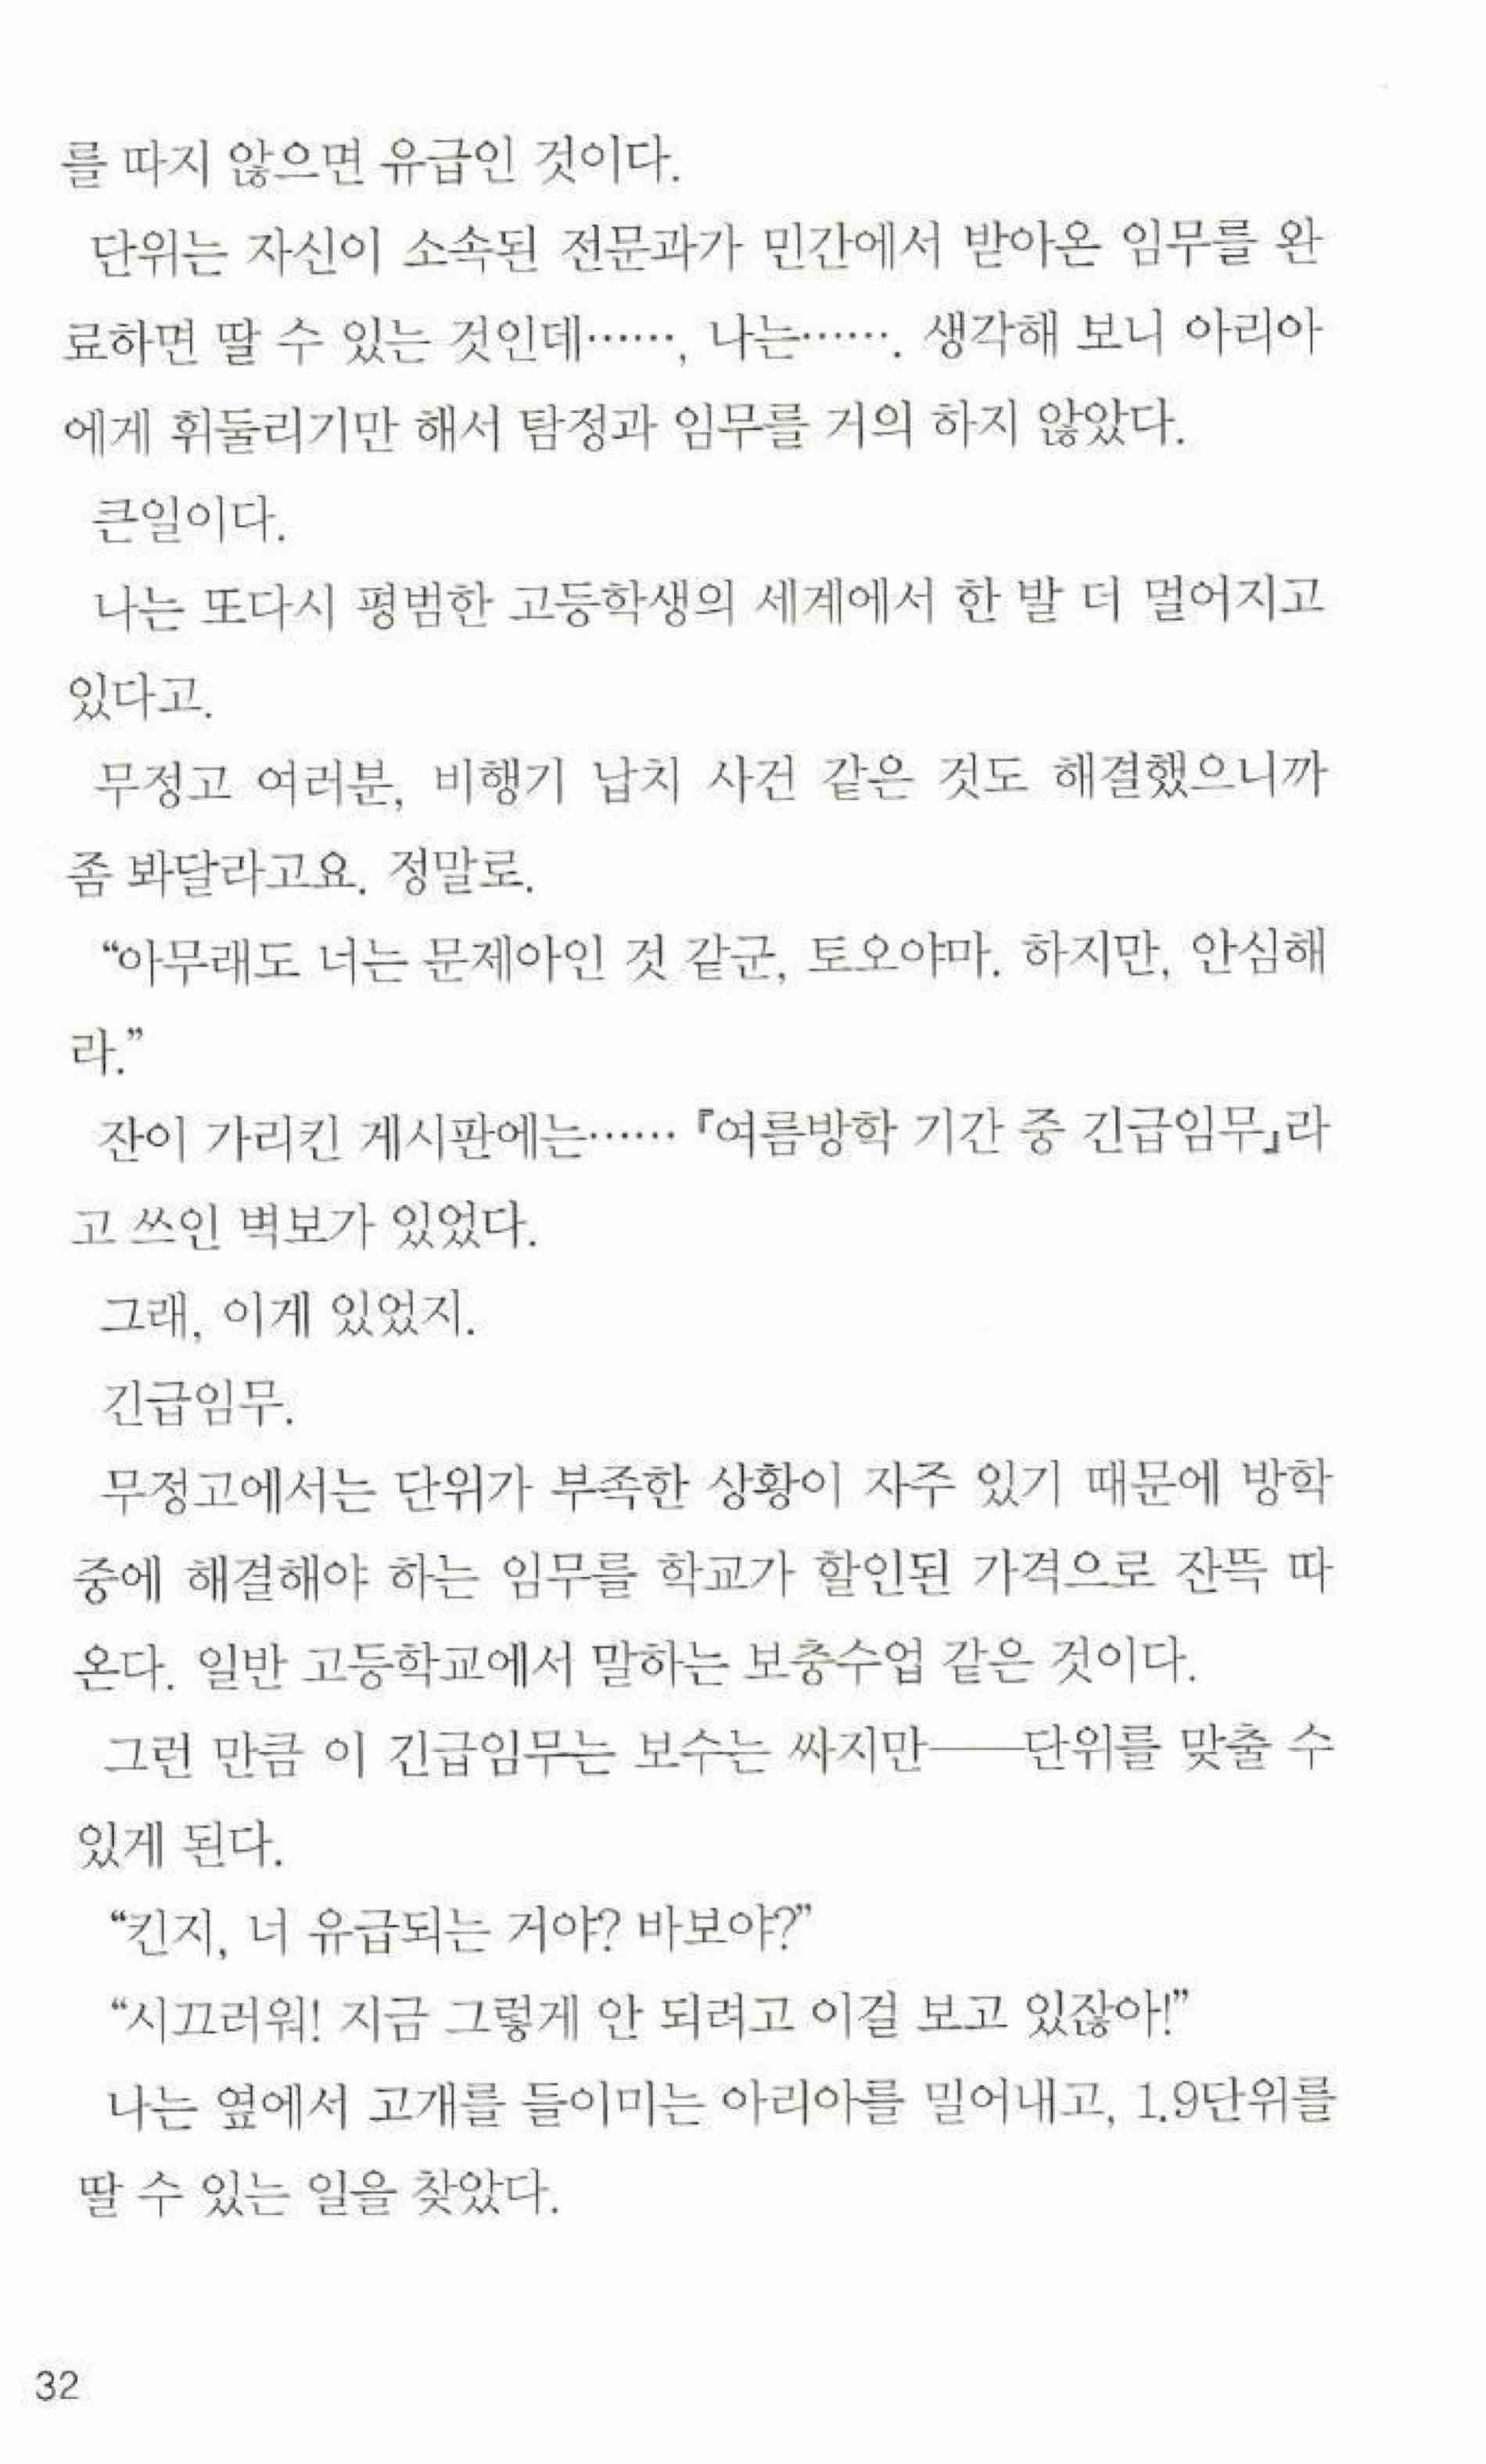 를 따지 않으면 유급인 것이다.
단위는 자신이 소속된 전문과가 민간에서 받아온 임무를 완
료하면 딸 수 있는 것인데……, 나는……. 생각해 보니 아리아
에게 휘둘리기만 해서 탐정과 임무를 거의 하지 않았다.
큰일이다.
나는 또다시 평범한 고등학생의 세계에서 한 발 더 멀어지고
있다고.
무정고 여러분, 비행기 납치 사건 같은 것도 해결했으니까
좀 봐달라고요. 정말로.
“아무래도 너는 문제아인 것 같군, 토오야마. 하지만, 안심해
라.”
잔이 가리킨 게시판에는…… 『여름방학 기간 중 긴급임무』라
고 쓰인 벽보가 있었다.
그래, 이게 있었지.
긴급임무.
무정고에서는 단위가 부족한 상황이 자주 있기 때문에 방학
중에 해결해야 하는 임무를 학교가 할인된 가격으로 잔뜩 따
온다. 일반 고등학교에서 말하는 보충수업 같은 것이다.
그런 만큼 이 긴급임무는 보수는 싸지만――단위를 맞출 수
있게 된다.
“킨지, 너 유급되는 거야? 바보야?”
“시끄러워! 지금 그렇게 안 되려고 이걸 보고 있잖아!”
나는 옆에서 고개를 들이미는 아리아를 밀어내고, 1.9단위를
딸 수 있는 일을 찾았다.
32